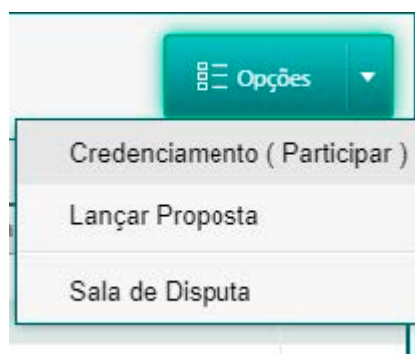 Opções
Credenciamento ( Participar )
Lançar Proposta
Sala de Disputa